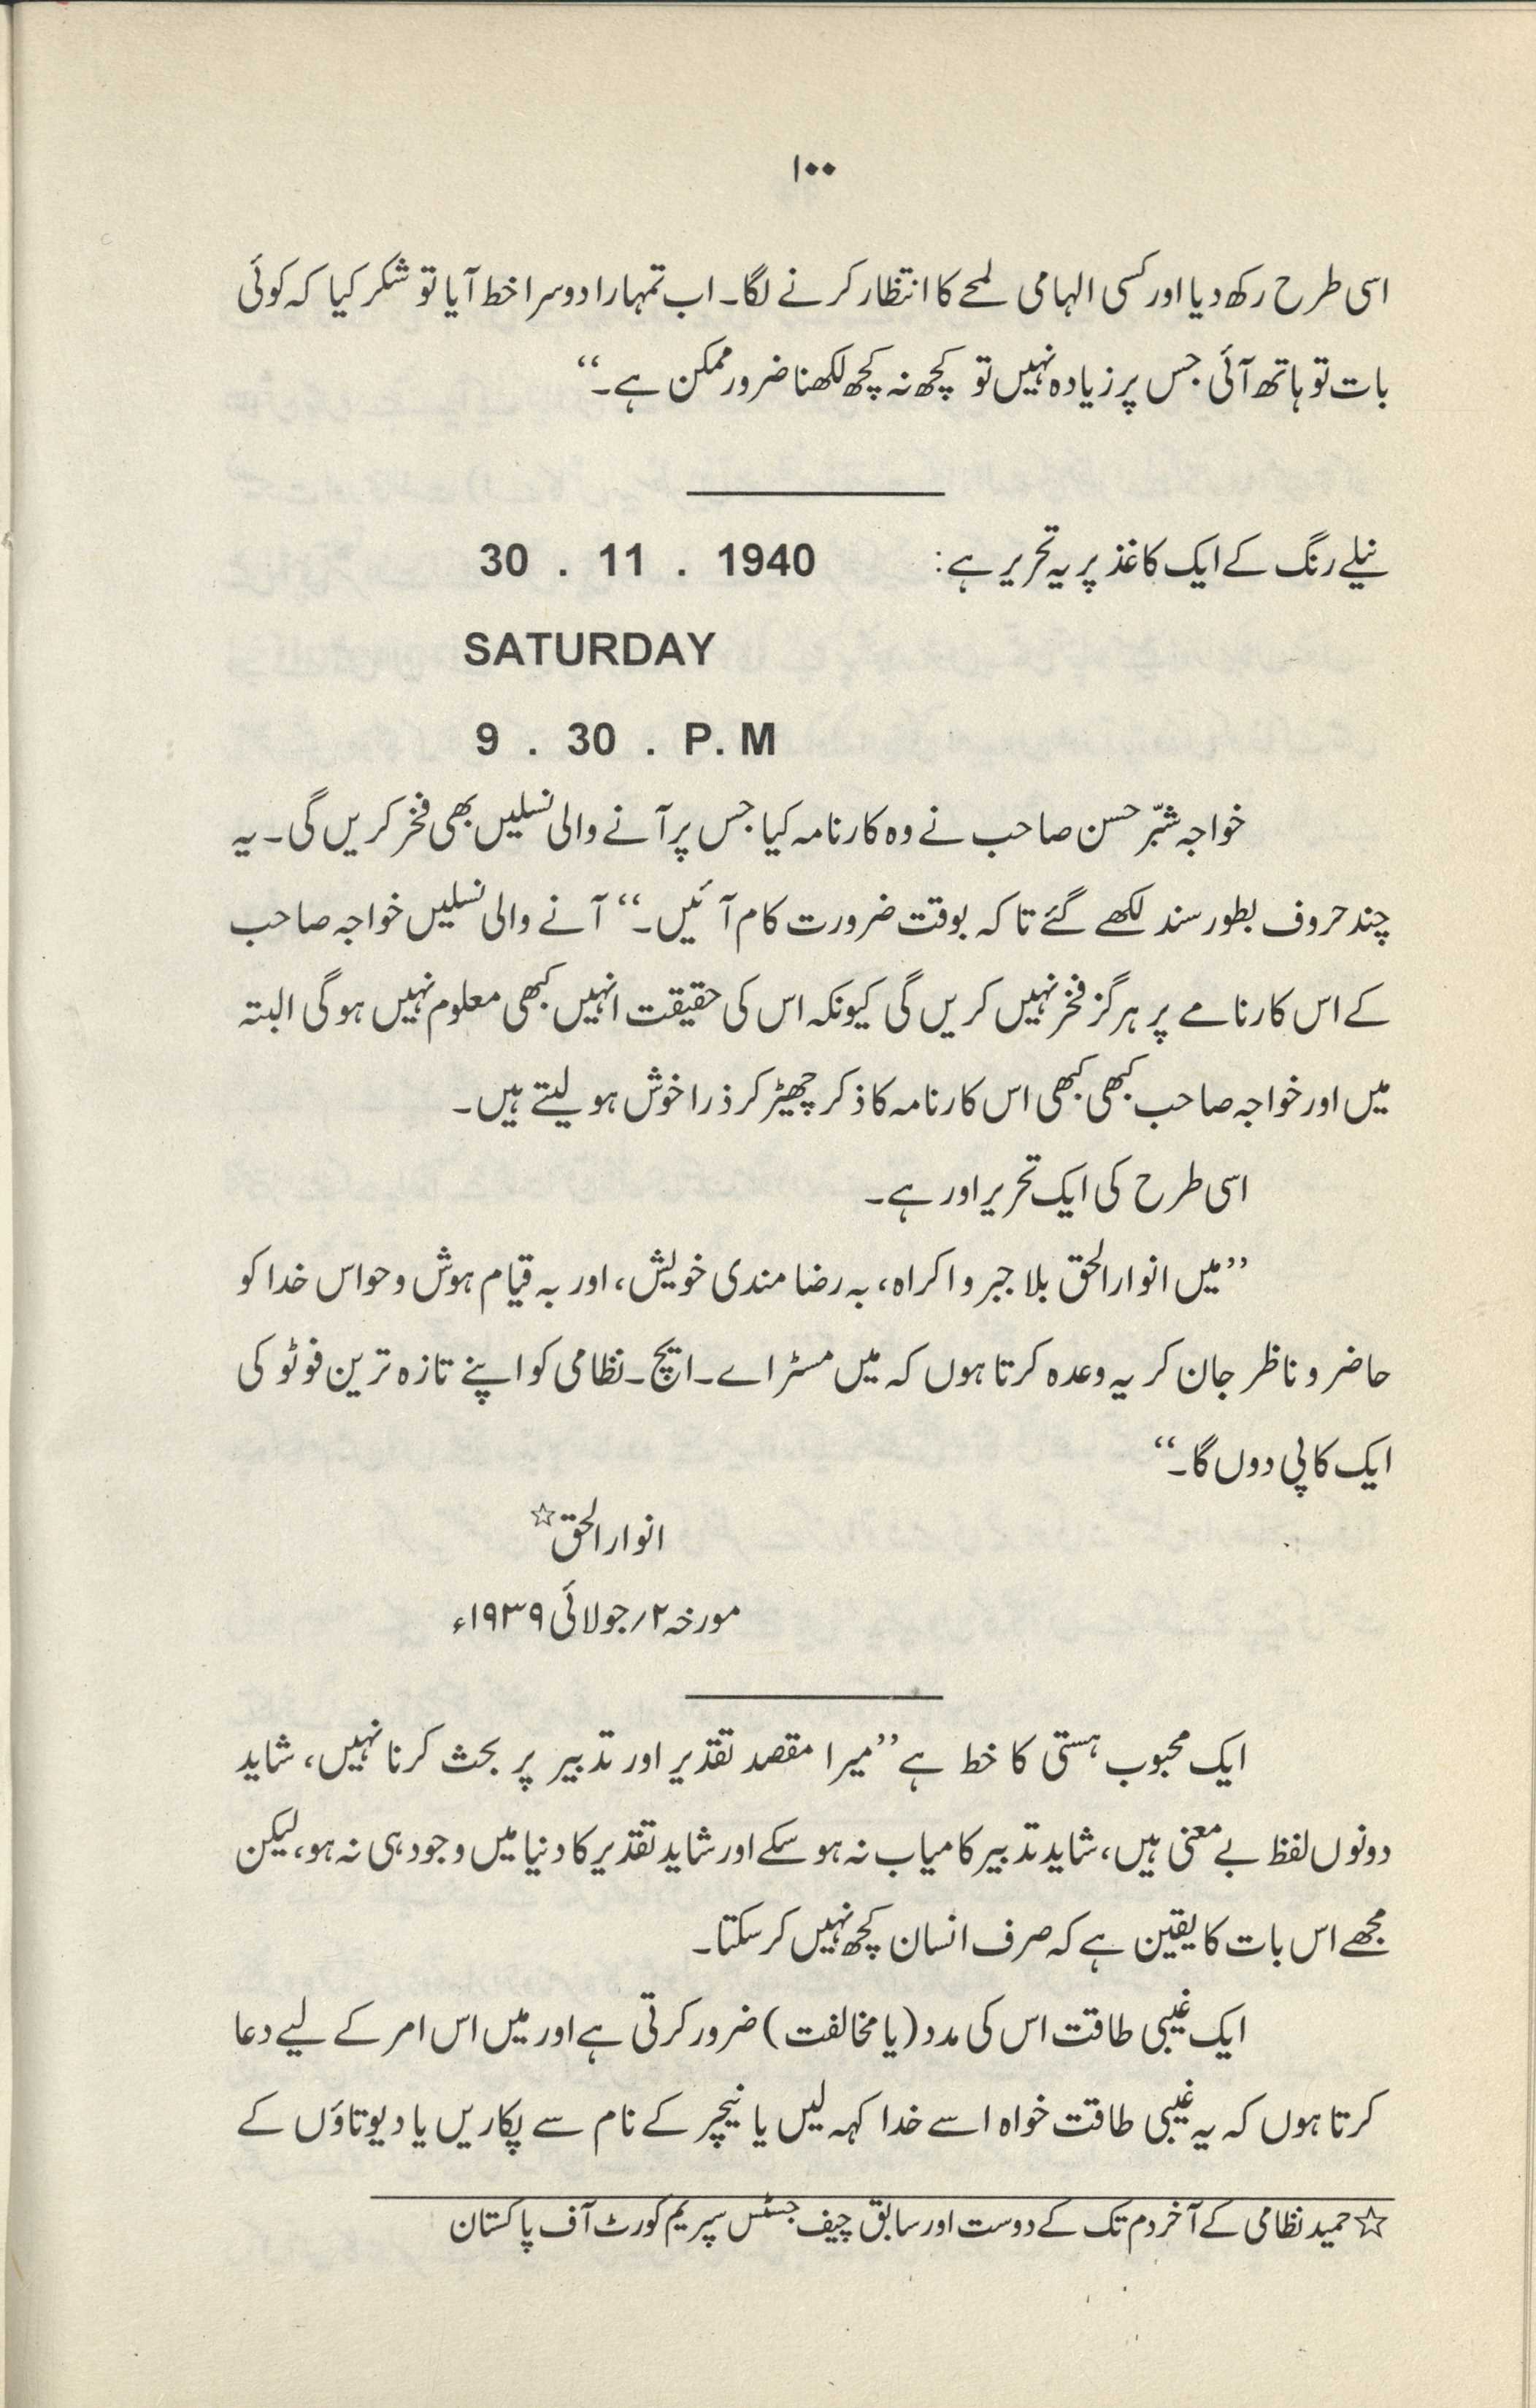 ۱۰۰
اسی طرح رکھ دیا اور کسی الہامی لمحے کا انتظار کرنے لگا۔ اب تمہارا دوسرا خط آیا تو شکر کیا کہ کوئی
بات تو ہاتھ آئی جس پر زیادہ نہیں تو کچھ نہ کچھ لکھنا ضرور ممکن ہے۔‘‘
نیلے رنگ کے ایک کاغذ پر یہ تحریر ہے: 30 . 11 . 1940
SATURDAY
9 . 30 . P.M
خواجہ شبّر حسن صاحب نے وہ کارنامہ کیا جس پر آنے والی نسلیں بھی فخر کریں گی۔ یہ
چند حروف بطور سند لکھے گئے تاکہ بوقت ضرورت کام آئیں۔‘‘ آنے والی نسلیں خواجہ صاحب
کے اس کارنامے پر ہرگز فخر نہیں کریں گی کیونکہ اس کی حقیقت انہیں کبھی معلوم نہیں ہوگی البتہ
میں اور خواجہ صاحب کبھی کبھی اس کارنامہ کا ذکر چھیڑ کر ذرا خوش ہو لیتے ہیں۔
اسی طرح کی ایک تحریر اور ہے۔
’’میں انوار الحق بلا جبر و اکراہ، بہ رضا مندی خویش، اور بہ قیام ہوش و حواس خدا کو
حاضر و ناظر جان کر یہ وعدہ کرتا ہوں کہ میں مسٹر اے۔ ایچ۔ نظامی کو اپنے تازہ ترین فوٹو کی
ایک کاپی دوں گا۔‘‘
انوار الحق☆
مورخہ ۲؍جولائی ۱۹۳۹ء
ایک محبوب ہستی کا خط ہے ’’میرا مقصد تقدیر اور تدبیر پر بحث کرنا نہیں، شاید
دونوں لفظ بے معنی ہیں، شاید تدبیر کامیاب نہ ہو سکے اور شاید تقدیر کا دنیا میں وجود ہی نہ ہو، لیکن
مجھے اس بات کا یقین ہے کہ صرف انسان کچھ نہیں کر سکتا۔
ایک غیبی طاقت اس کی مدد (یا مخالفت) ضرور کرتی ہے اور میں اس امر کے لیے دعا
کرتا ہوں کہ یہ غیبی طاقت خواہ اسے خدا کہہ لیں یا نیچر کے نام سے پکاریں یا دیوتاؤں کے
☆ حمید نظامی کے آخر دم تک کے دوست اور سابق چیف جسٹس سپریم کورٹ آف پاکستان